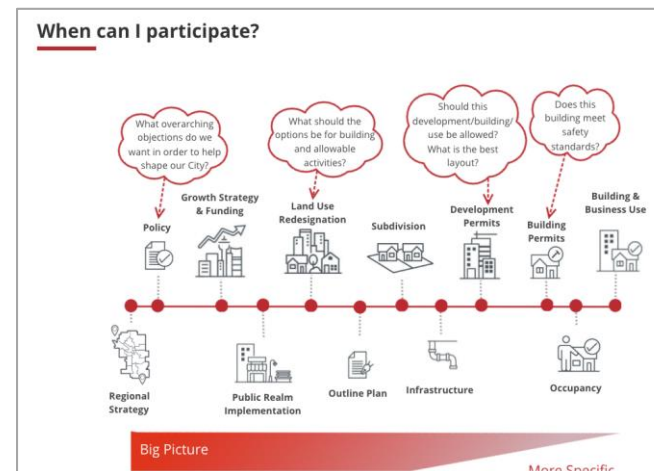 When can I participate?
What overarching
objections do we
want in order to help
shape our City?
What should the
options be for building
and allowable
activities?
Should this
development/building/
use be allowed?
What is the best
layout?
Does this
building meet
safety
standards?
Policy
Growth Strategy
& Funding
Land Use
Redesignation
Subdivision
Development
Permits
Building
Permits
Building &
Business Use
Regional
Strategy
Public Realm
Implementation
Outline Plan
Infrastructure
Occupancy
Big Picture
More Specific